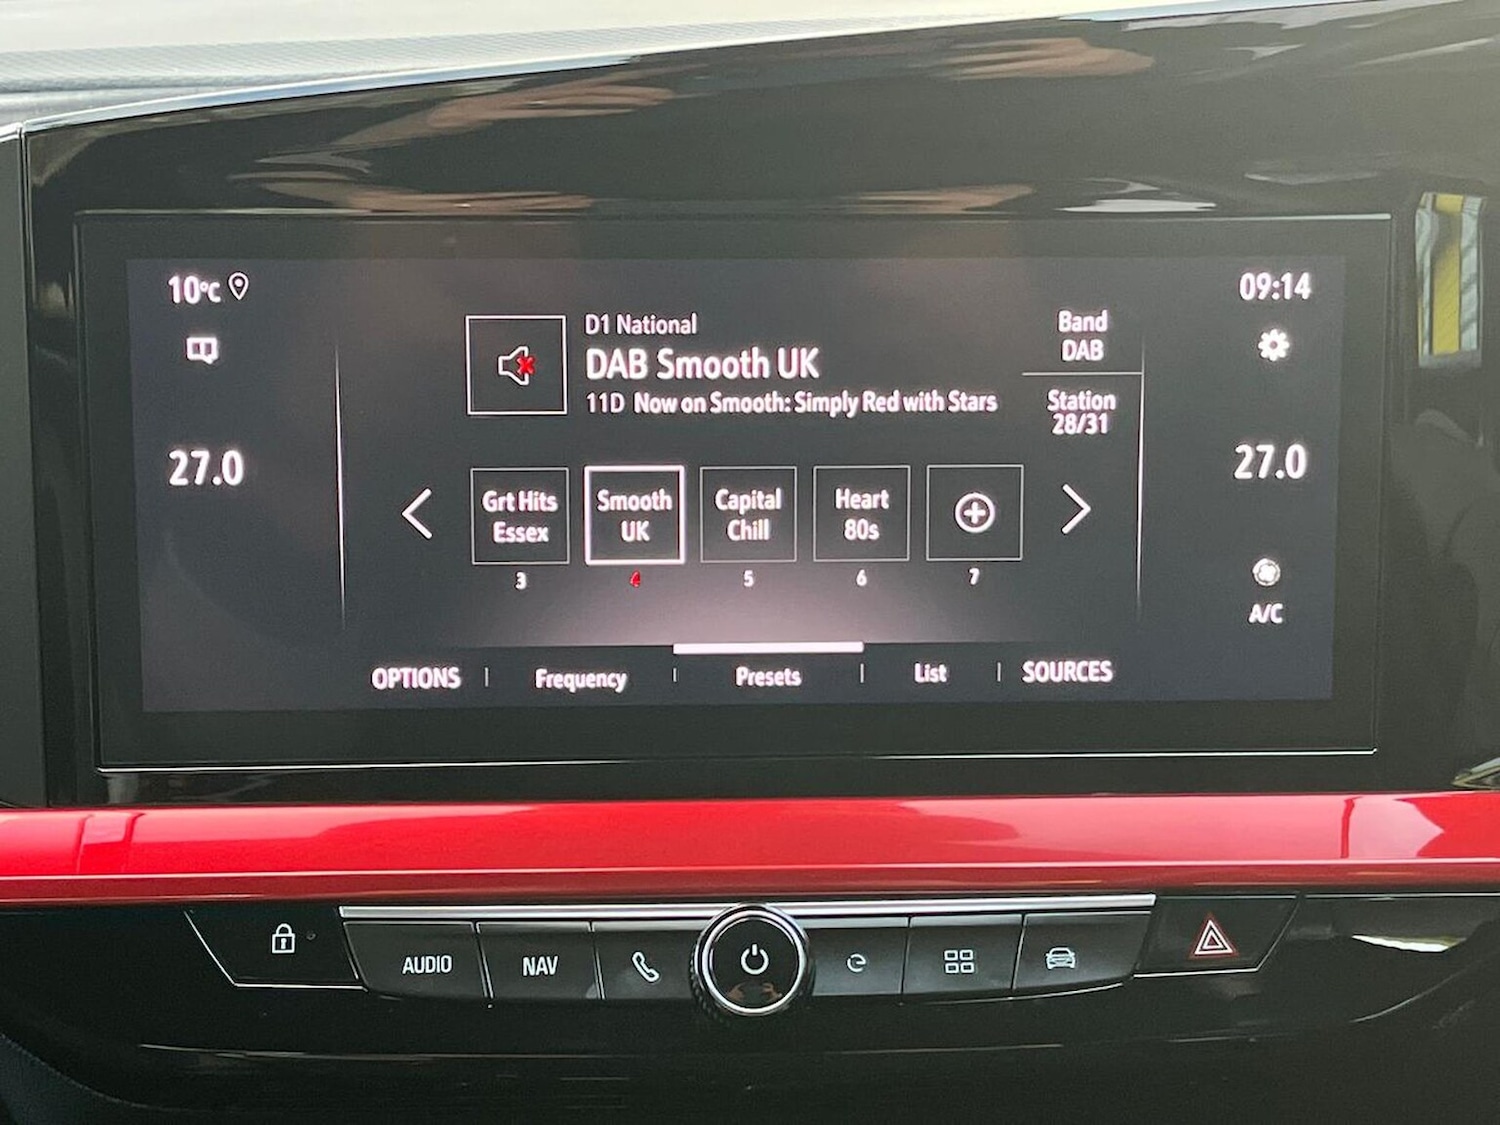 10°C
09:14
D1 National
DAB Smooth UK
11D Now on Smooth: Simply Red with Stars
Band
DAB
Station
28/31
27.0
27.0
Grt Hits
Essex
3
Smooth
UK
4
Capital
Chill
5
Heart
80s
6
7
A/C
OPTIONS
Frequency
Presets
List
SOURCES
AUDIO
NAV